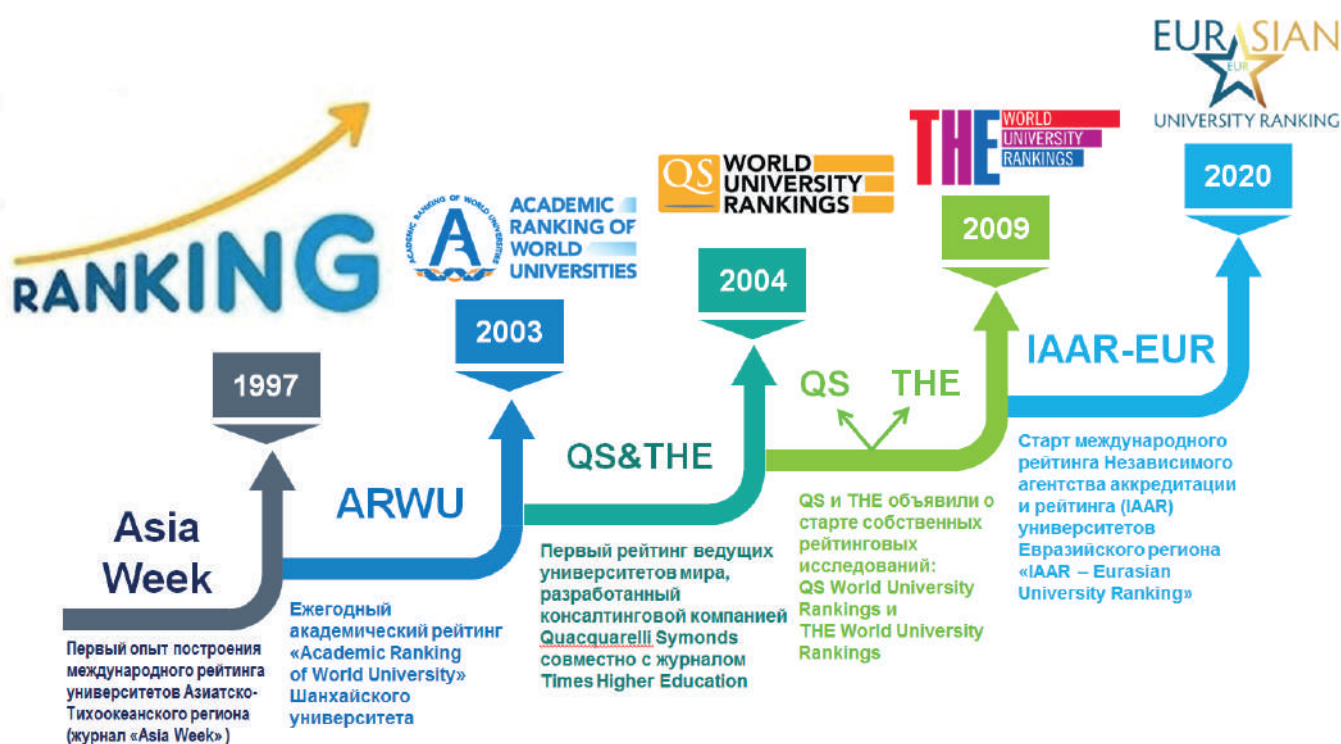 RANKING
1997
Asia
Week
Первый опыт построения
международного рейтинга
университетов Азиатско-
Тихоокеанского региона
(журнал «Asia Week» )
ACADEMIC RANKING OF WORLD UNIVERSITIES
ACADEMIC
RANKING OF
WORLD
UNIVERSITIES
2003
ARWU
Ежегодный
академический рейтинг
«Academic Ranking
of World University»
Шанхайского
университета
QS
WORLD
UNIVERSITY
RANKINGS
2004
QS&THE
Первый рейтинг ведущих
университетов мира,
разработанный
консалтинговой компанией
Quacquarelli Symonds
совместно с журналом
Times Higher Education
THE
WORLD
UNIVERSITY
RANKINGS
2009
QS THE
QS и THE объявили о
старте собственных
рейтинговых
исследований:
QS World University
Rankings и
THE World University
Rankings
EURASIAN
EUR
UNIVERSITY RANKING
2020
IAAR-EUR
Старт международного
рейтинга Независимого
агентства аккредитации
и рейтинга (IAAR)
университетов
Евразийского региона
«IAAR – Eurasian
University Ranking»